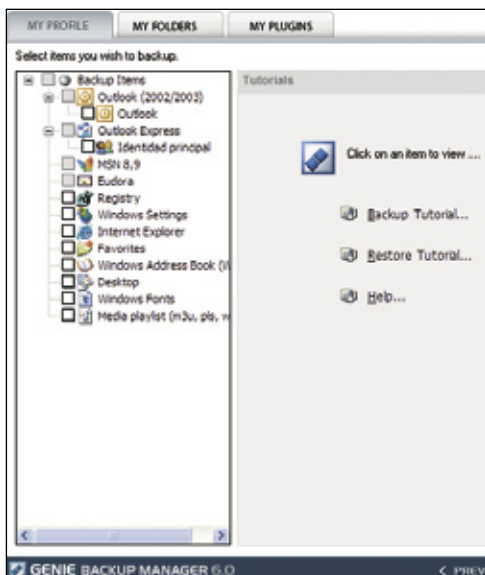 MY PROFILE
MY FOLDERS
MY PLUGINS
Select items you wish to backup.
Backup Items
Outlook (2002/2003)
Outlook
Outlook Express
Identidad principal
MSN 8,9
Eudora
Registry
Windows Settings
Internet Explorer
Favorites
Windows Address Book (W
Desktop
Windows Fonts
Media playlist (m3u, pls, w
Tutorials
Click on an item to view ...
Backup Tutorial...
Restore Tutorial...
Help...
GENIE BACKUP MANAGER 6.0
< PREV